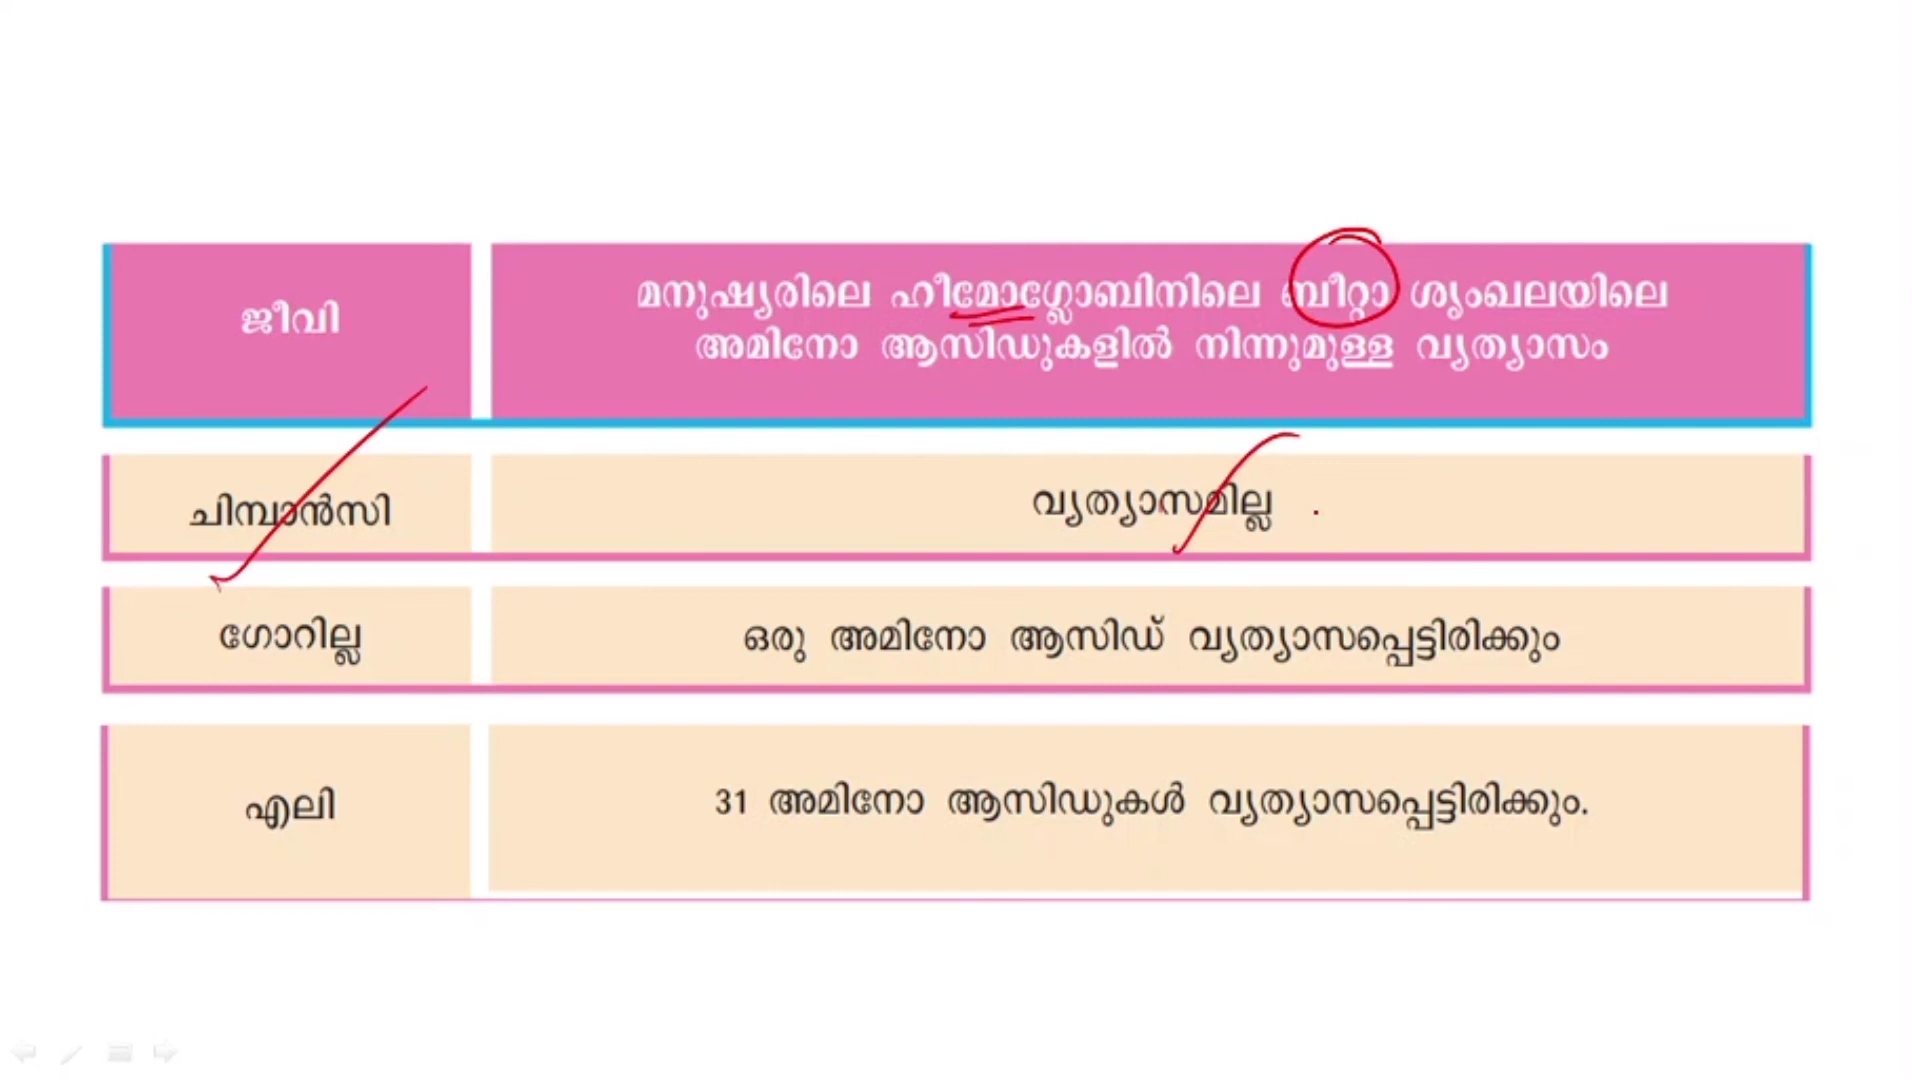 ജീവി
മനുഷ്യരിലെ ഹീമോഗ്ലോബിനിലെ ബീറ്റാ ശൃംഖലയിലെ
അമിനോ ആസിഡുകളിൽ നിന്നുമുള്ള വ്യത്യാസം
ചിമ്പാൻസി
വ്യത്യാസമില്ല
ഗോറില്ല
ഒരു അമിനോ ആസിഡ് വ്യത്യാസപ്പെട്ടിരിക്കും
എലി
31 അമിനോ ആസിഡുകൾ വ്യത്യാസപ്പെട്ടിരിക്കും.